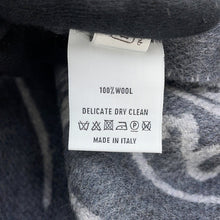 100% WOOL
DELICATE DRY CLEAN
MADE IN ITALY